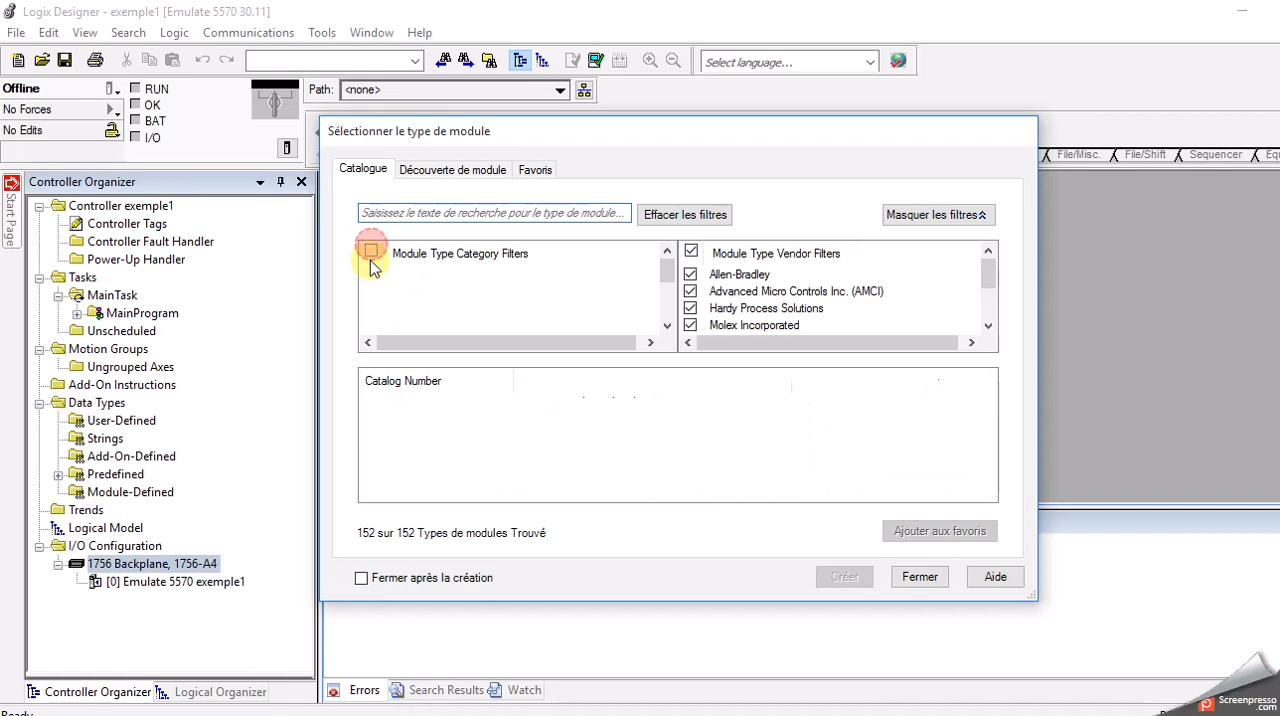 Logix Designer - exemple1 [Emulate 5570 30.11]
File Edit View Search Logic Communications Tools Window Help
Select language...
Offline RUN
No Forces OK
No Edits BAT
I/O
Path: <none>
Start Page
Controller Organizer
Controller exemple1
Controller Tags
Controller Fault Handler
Power-Up Handler
Tasks
MainTask
MainProgram
Unscheduled
Motion Groups
Ungrouped Axes
Add-On Instructions
Data Types
User-Defined
Strings
Add-On-Defined
Predefined
Module-Defined
Trends
Logical Model
I/O Configuration
1756 Backplane, 1756-A4
[0] Emulate 5570 exemple1
Controller Organizer Logical Organizer
File/Misc. File/Shift Sequencer Equ
Sélectionner le type de module
Catalogue Découverte de module Favoris
Saisissez le texte de recherche pour le type de module... Effacer les filtres Masquer les filtres
Module Type Category Filters
Module Type Vendor Filters
Allen-Bradley
Advanced Micro Controls Inc. (AMCI)
Hardy Process Solutions
Molex Incorporated
Catalog Number
152 sur 152 Types de modules Trouvé Ajouter aux favoris
Fermer après la création Créer Fermer Aide
Errors Search Results Watch
Ready
Screenpresso
.com